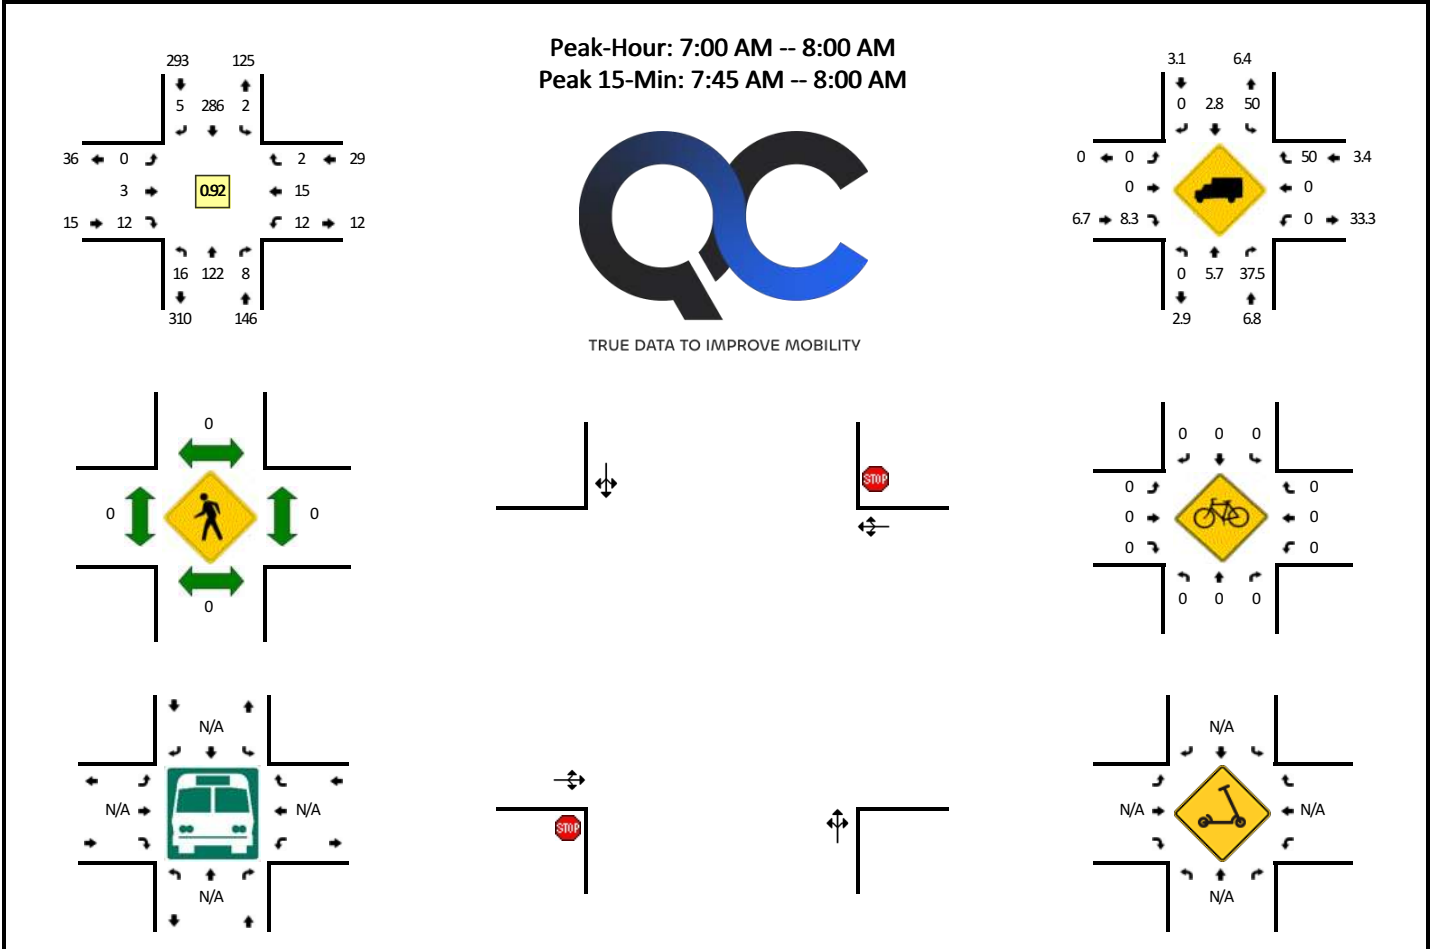 Peak-Hour: 7:00 AM -- 8:00 AM
Peak 15-Min: 7:45 AM -- 8:00 AM
293 125
5 286 2
36 0 2 29
3 0.92 15
15 12 12 12
16 122 8
310 146
QC
TRUE DATA TO IMPROVE MOBILITY
3.1 6.4
0 2.8 50
0 0 50 3.4
0 0
6.7 8.3 0 33.3
0 5.7 37.5
2.9 6.8
0
0 0
0
STOP
STOP
0 0 0
0 0
0 0
0 0
0 0 0
N/A
N/A N/A
N/A
N/A
N/A N/A
N/A